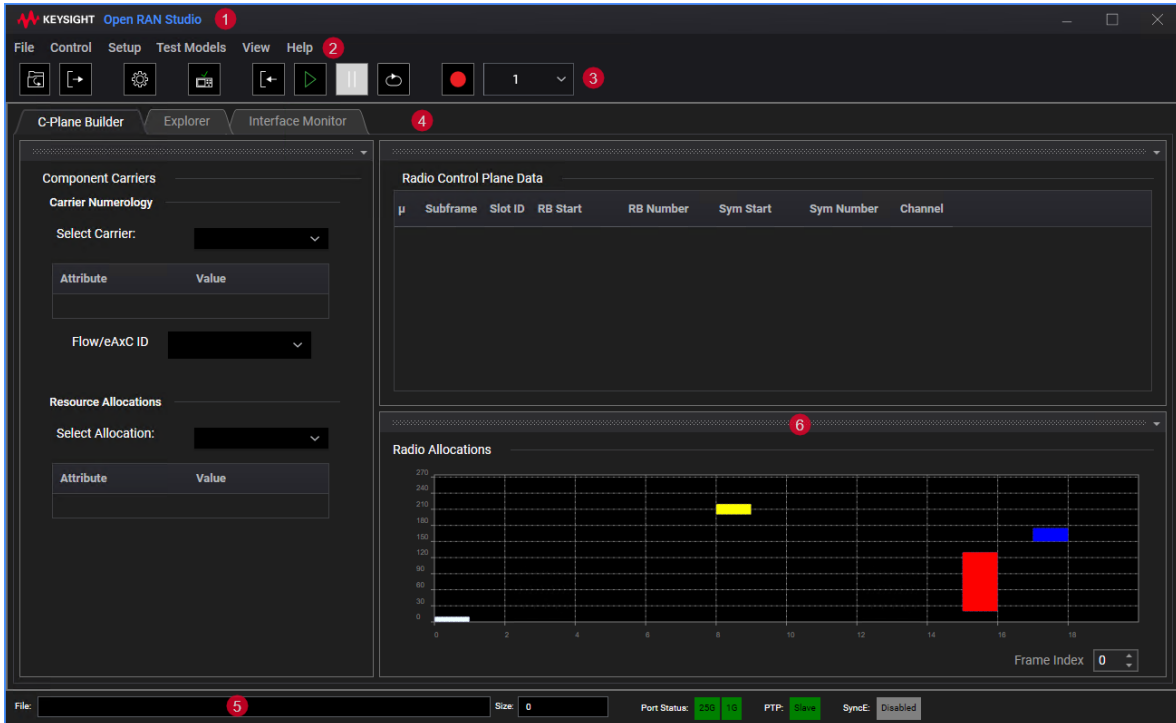 KEYSIGHT Open RAN Studio 1
File Control Setup Test Models View Help 2
1 3
C-Plane Builder Explorer Interface Monitor 4
Component Carriers
Carrier Numerology
Select Carrier:
Attribute Value
Flow/eAxC ID
Resource Allocations
Select Allocation:
Attribute Value
Radio Control Plane Data
μ Subframe Slot ID RB Start RB Number Sym Start Sym Number Channel
6
Radio Allocations
270
240
210
180
150
120
90
60
30
0
0 2 4 6 8 10 12 14 16 18
Frame Index 0
File: 5 Size: 0 Port Status: 25G 1G PTP: Slave SyncE: Disabled